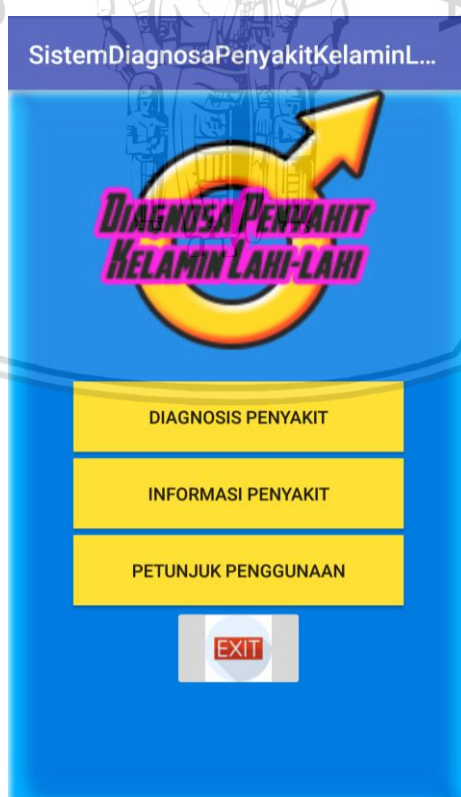 SistemDiagnosaPenyakitKelaminL...
DIAGNOSA PENYAKIT
KELAMIN LAKI-LAKI
DIAGNOSIS PENYAKIT
INFORMASI PENYAKIT
PETUNJUK PENGGUNAAN
EXIT